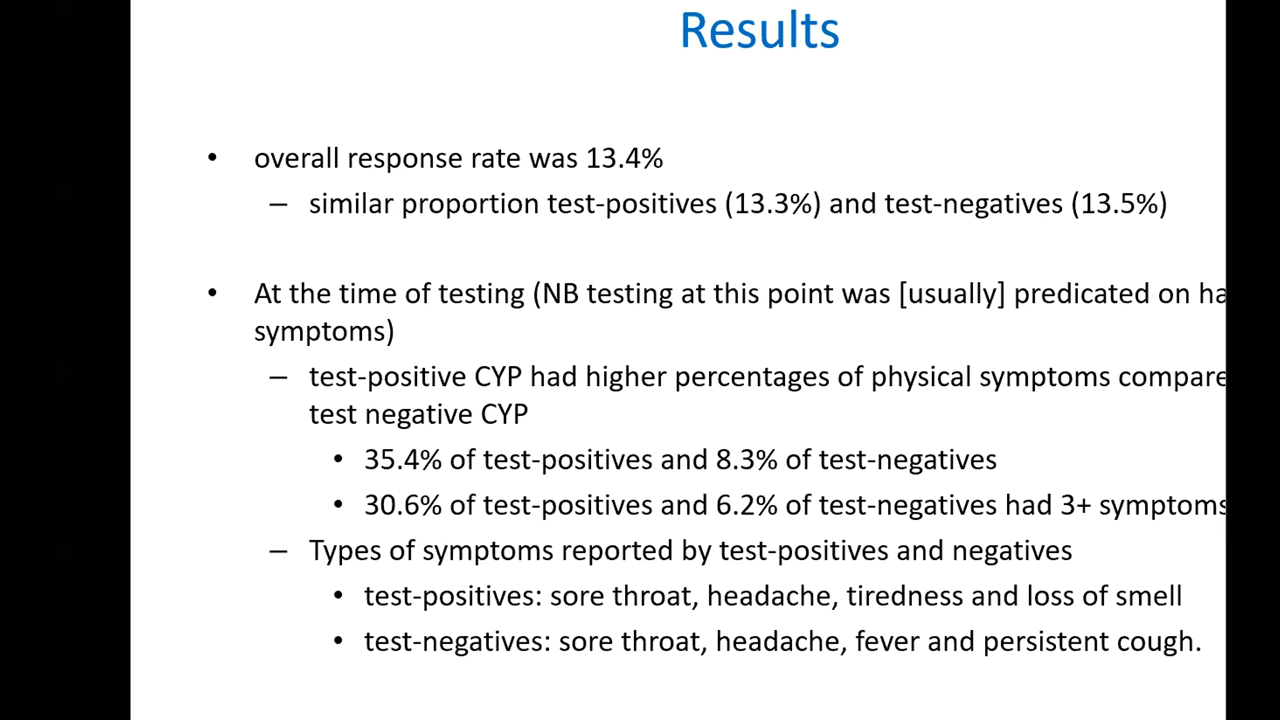 Results
• overall response rate was 13.4%
– similar proportion test-positives (13.3%) and test-negatives (13.5%)
• At the time of testing (NB testing at this point was [usually] predicated on ha
symptoms)
– test-positive CYP had higher percentages of physical symptoms compare
test negative CYP
• 35.4% of test-positives and 8.3% of test-negatives
• 30.6% of test-positives and 6.2% of test-negatives had 3+ symptoms
– Types of symptoms reported by test-positives and negatives
• test-positives: sore throat, headache, tiredness and loss of smell
• test-negatives: sore throat, headache, fever and persistent cough.